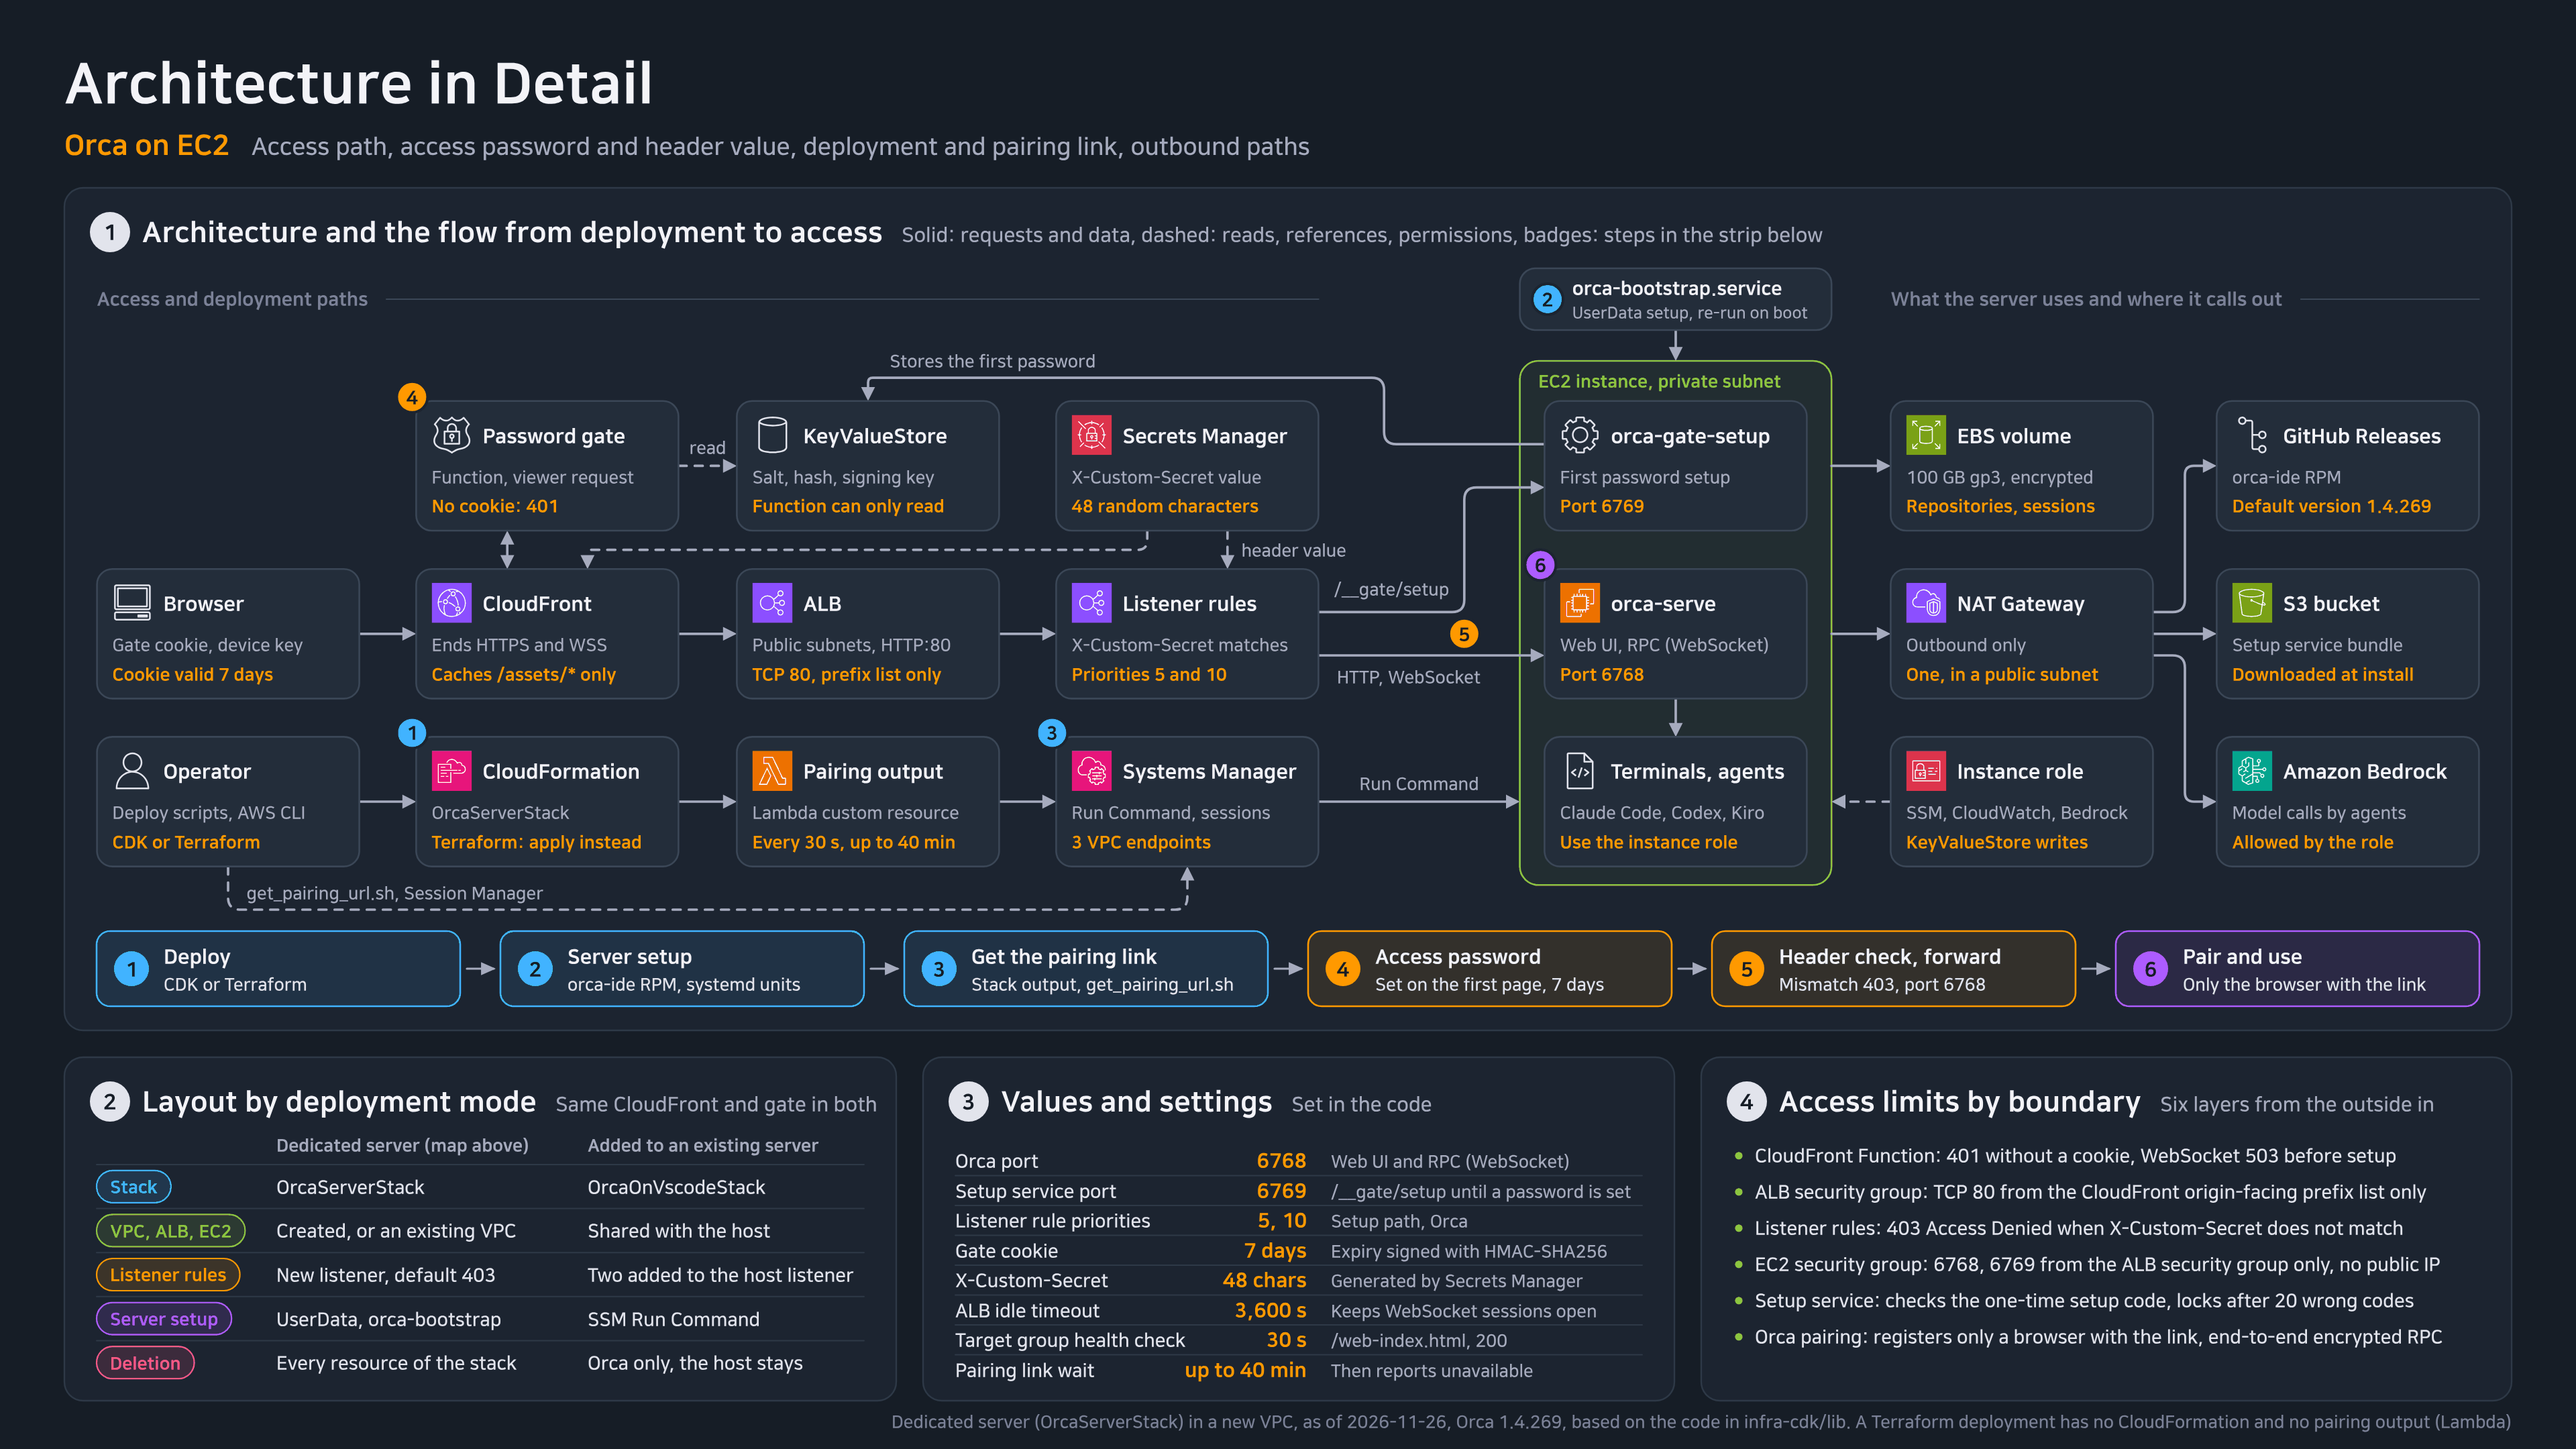 Architecture in Detail
Orca on EC2 Access path, access password and header value, deployment and pairing link, outbound paths
1 Architecture and the flow from deployment to access Solid: requests and data, dashed: reads, references, permissions, badges: steps in the strip below
Access and deployment paths
2 orca-bootstrap.service
UserData setup, re-run on boot
What the server uses and where it calls out
Stores the first password
EC2 instance, private subnet
4
Password gate
Function, viewer request
No cookie: 401
read
KeyValueStore
Salt, hash, signing key
Function can only read
Secrets Manager
X-Custom-Secret value
48 random characters
header value
orca-gate-setup
First password setup
Port 6769
EBS volume
100 GB gp3, encrypted
Repositories, sessions
GitHub Releases
orca-ide RPM
Default version 1.4.269
Browser
Gate cookie, device key
Cookie valid 7 days
CloudFront
Ends HTTPS and WSS
Caches /assets/* only
ALB
Public subnets, HTTP:80
TCP 80, prefix list only
Listener rules
X-Custom-Secret matches
Priorities 5 and 10
/__gate/setup
5
HTTP, WebSocket
6
orca-serve
Web UI, RPC (WebSocket)
Port 6768
NAT Gateway
Outbound only
One, in a public subnet
S3 bucket
Setup service bundle
Downloaded at install
Operator
Deploy scripts, AWS CLI
CDK or Terraform
1
CloudFormation
OrcaServerStack
Terraform: apply instead
Pairing output
Lambda custom resource
Every 30 s, up to 40 min
3
Systems Manager
Run Command, sessions
3 VPC endpoints
Run Command
Terminals, agents
Claude Code, Codex, Kiro
Use the instance role
Instance role
SSM, CloudWatch, Bedrock
KeyValueStore writes
Amazon Bedrock
Model calls by agents
Allowed by the role
get_pairing_url.sh, Session Manager
1 Deploy
CDK or Terraform
2 Server setup
orca-ide RPM, systemd units
3 Get the pairing link
Stack output, get_pairing_url.sh
4 Access password
Set on the first page, 7 days
5 Header check, forward
Mismatch 403, port 6768
6 Pair and use
Only the browser with the link
2 Layout by deployment mode Same CloudFront and gate in both
Dedicated server (map above) Added to an existing server
Stack OrcaServerStack OrcaOnVscodeStack
VPC, ALB, EC2 Created, or an existing VPC Shared with the host
Listener rules New listener, default 403 Two added to the host listener
Server setup UserData, orca-bootstrap SSM Run Command
Deletion Every resource of the stack Orca only, the host stays
3 Values and settings Set in the code
Orca port 6768 Web UI and RPC (WebSocket)
Setup service port 6769 /__gate/setup until a password is set
Listener rule priorities 5, 10 Setup path, Orca
Gate cookie 7 days Expiry signed with HMAC-SHA256
X-Custom-Secret 48 chars Generated by Secrets Manager
ALB idle timeout 3,600 s Keeps WebSocket sessions open
Target group health check 30 s /web-index.html, 200
Pairing link wait up to 40 min Then reports unavailable
4 Access limits by boundary Six layers from the outside in
• CloudFront Function: 401 without a cookie, WebSocket 503 before setup
• ALB security group: TCP 80 from the CloudFront origin-facing prefix list only
• Listener rules: 403 Access Denied when X-Custom-Secret does not match
• EC2 security group: 6768, 6769 from the ALB security group only, no public IP
• Setup service: checks the one-time setup code, locks after 20 wrong codes
• Orca pairing: registers only a browser with the link, end-to-end encrypted RPC
Dedicated server (OrcaServerStack) in a new VPC, as of 2026-11-26, Orca 1.4.269, based on the code in infra-cdk/lib. A Terraform deployment has no CloudFormation and no pairing output (Lambda)